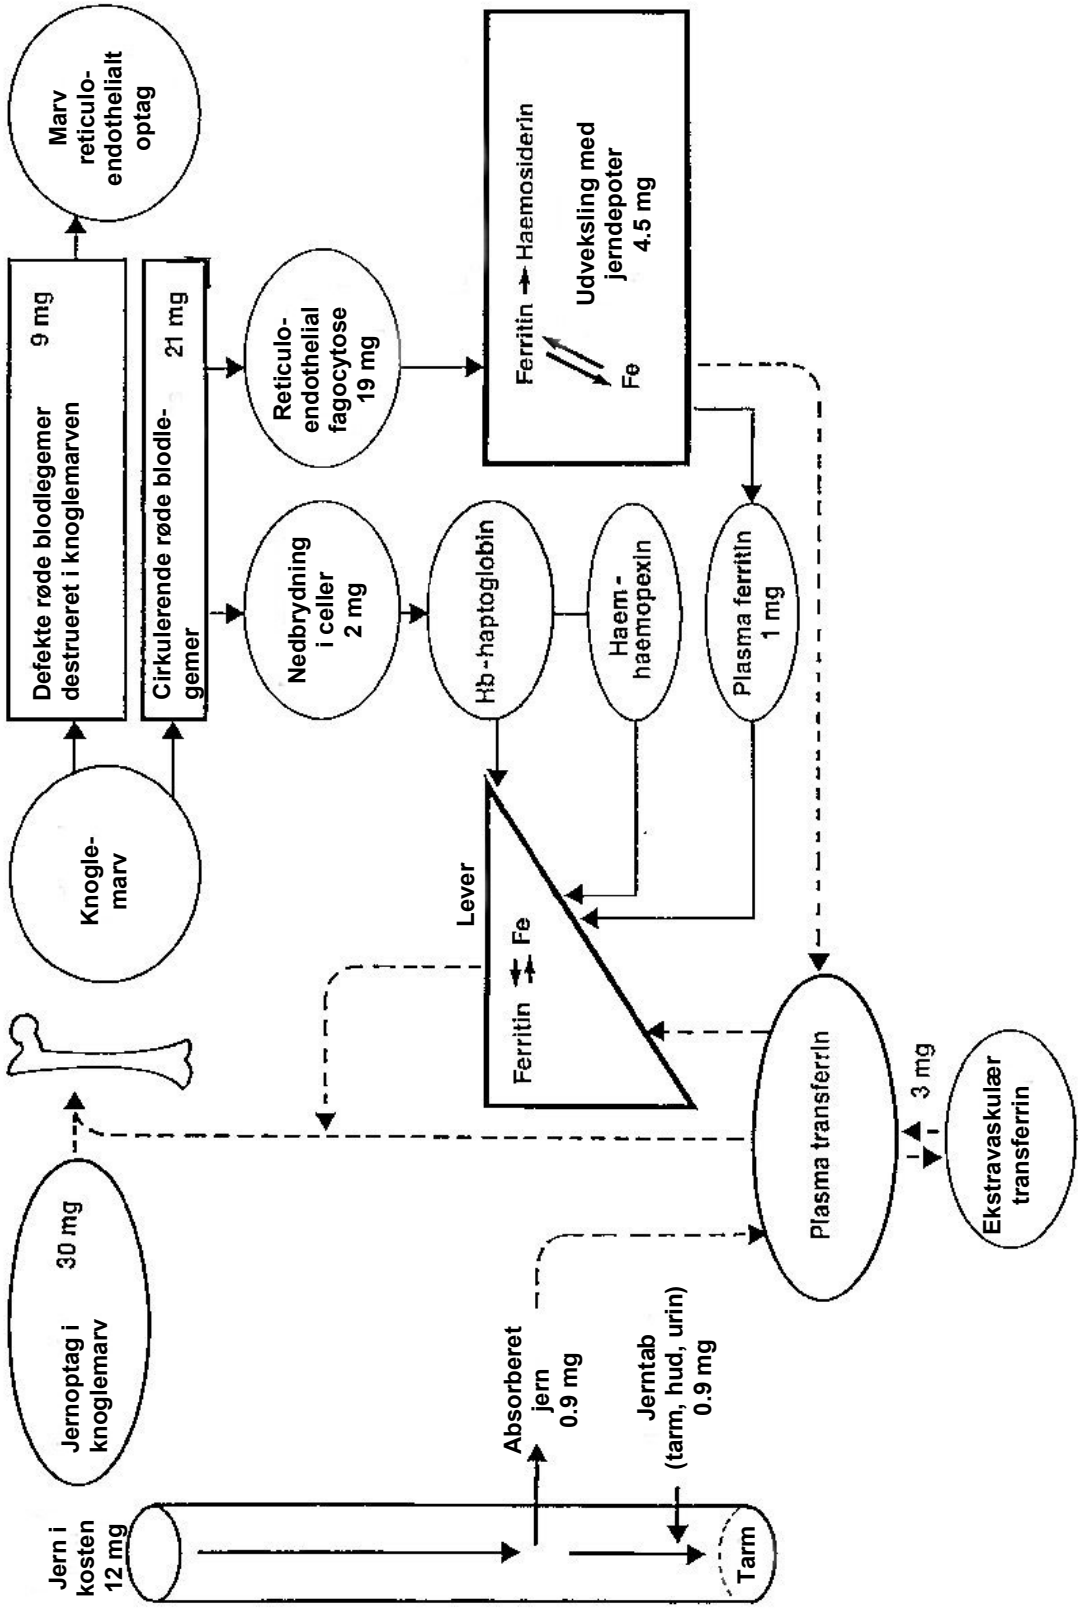 Jern i
kosten
12 mg
Tarm
Jernoptag i
knoglemarv
30 mg
Absorberet
jern
0.9 mg
Jerntab
(tarm, hud, urin)
0.9 mg
Knogle-
marv
Defekte røde blodlegemer
destrueret i knoglemarven
9 mg
Cirkulerende røde blodle-
gemer
21 mg
Marv
reticulo-
endothelialt
optag
Nedbrydning
i celler
2 mg
Reticulo-
endothelial
fagocytose
19 mg
Lever
Ferritin
Fe
Hb-haptoglobin
Haem-
haemopexin
Plasma ferritin
1 mg
Ferritin
Haemosiderin
Fe
Udveksling med
jerndepoter
4.5 mg
Plasma transferrin
3 mg
Ekstravaskulær
transferrin